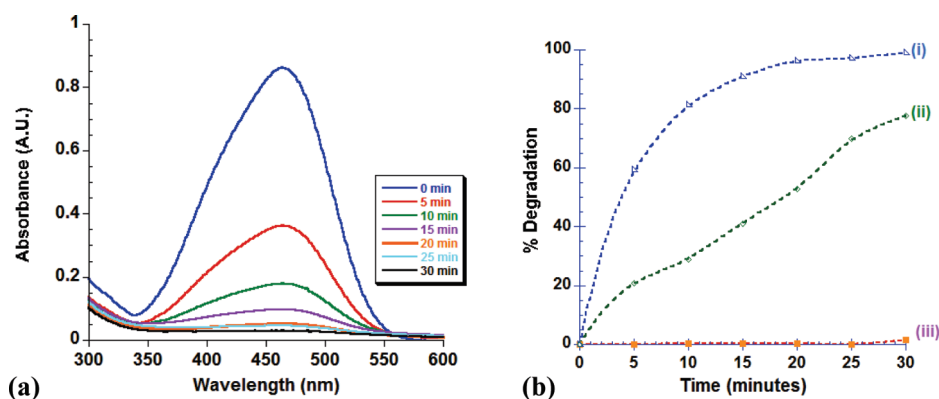 1
0.8
0.6
0.4
0.2
0
300 350 400 450 500 550 600
Absorbance (A.U.)
Wavelength (nm)
0 min
5 min
10 min
15 min
20 min
25 min
30 min
(a)
100
80
60
40
20
0
0 5 10 15 20 25 30
% Degradation
Time (minutes)
(i)
(ii)
(iii)
(b)